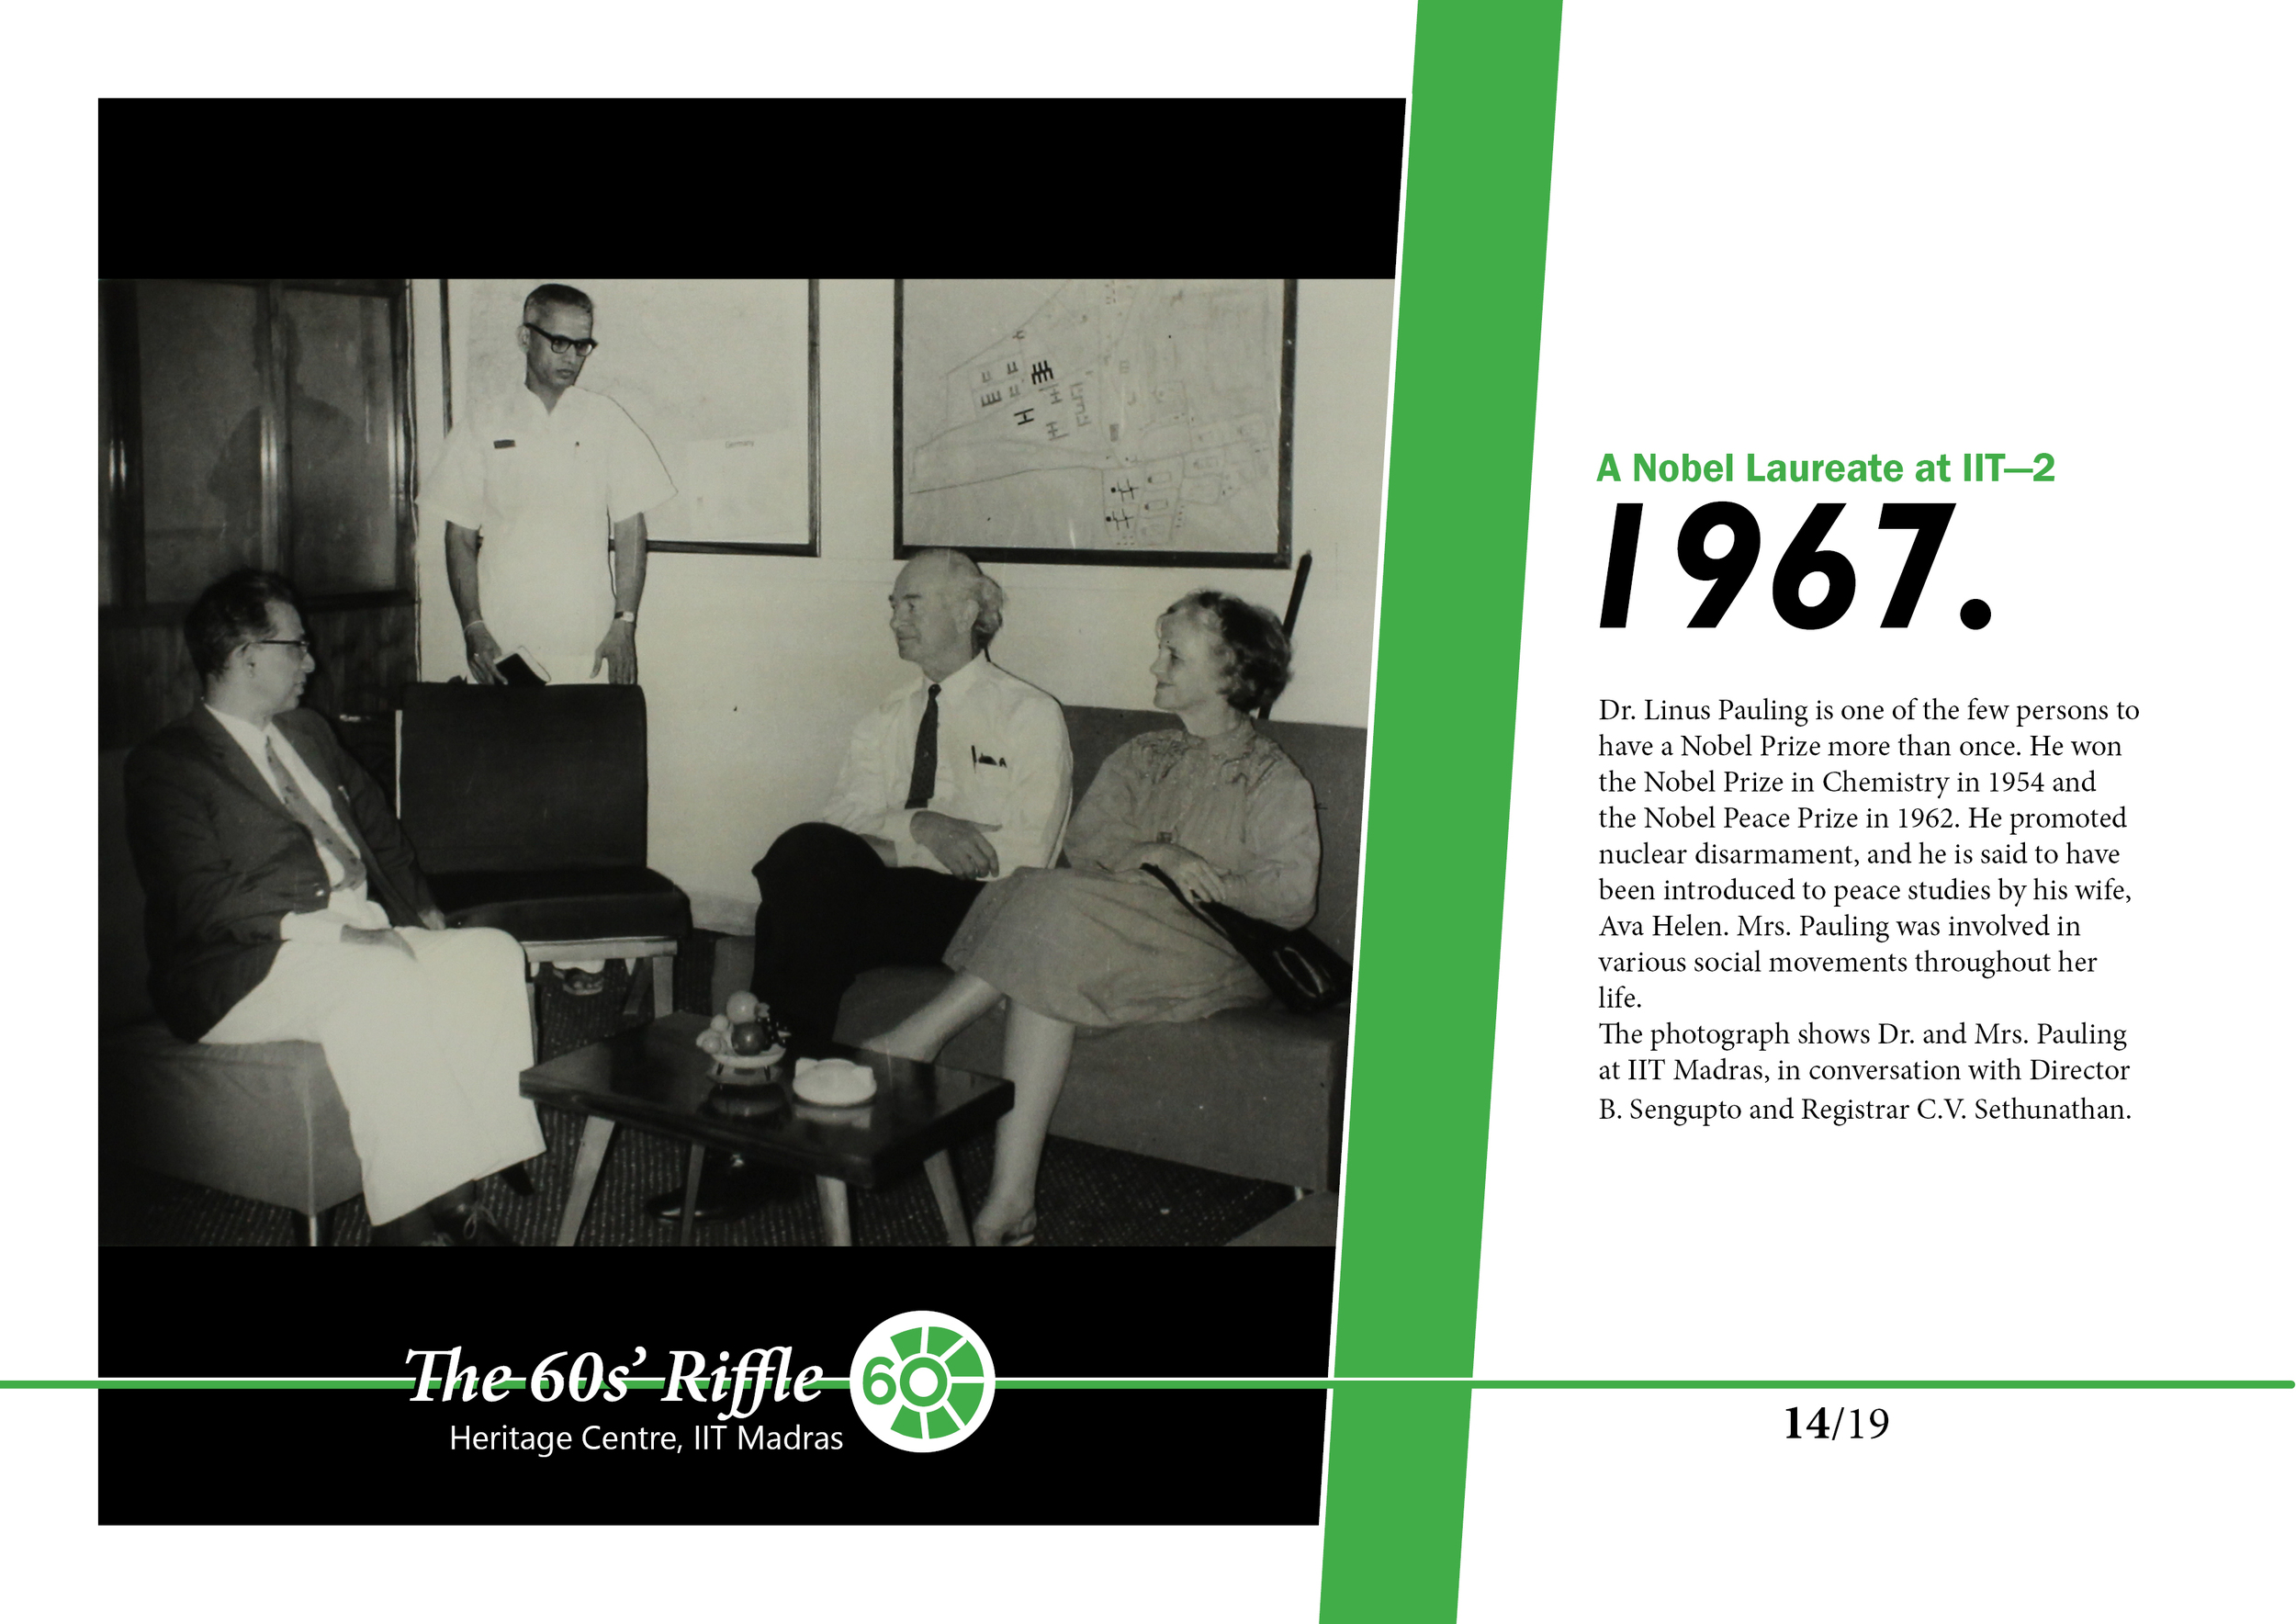 Germany
A Nobel Laureate at IIT—2
1967.
Dr. Linus Pauling is one of the few persons to
have a Nobel Prize more than once. He won
the Nobel Prize in Chemistry in 1954 and
the Nobel Peace Prize in 1962. He promoted
nuclear disarmament, and he is said to have
been introduced to peace studies by his wife,
Ava Helen. Mrs. Pauling was involved in
various social movements throughout her
life.
The photograph shows Dr. and Mrs. Pauling
at IIT Madras, in conversation with Director
B. Sengupto and Registrar C.V. Sethunathan.
The 60s’ Riffle
60
Heritage Centre, IIT Madras
14/19